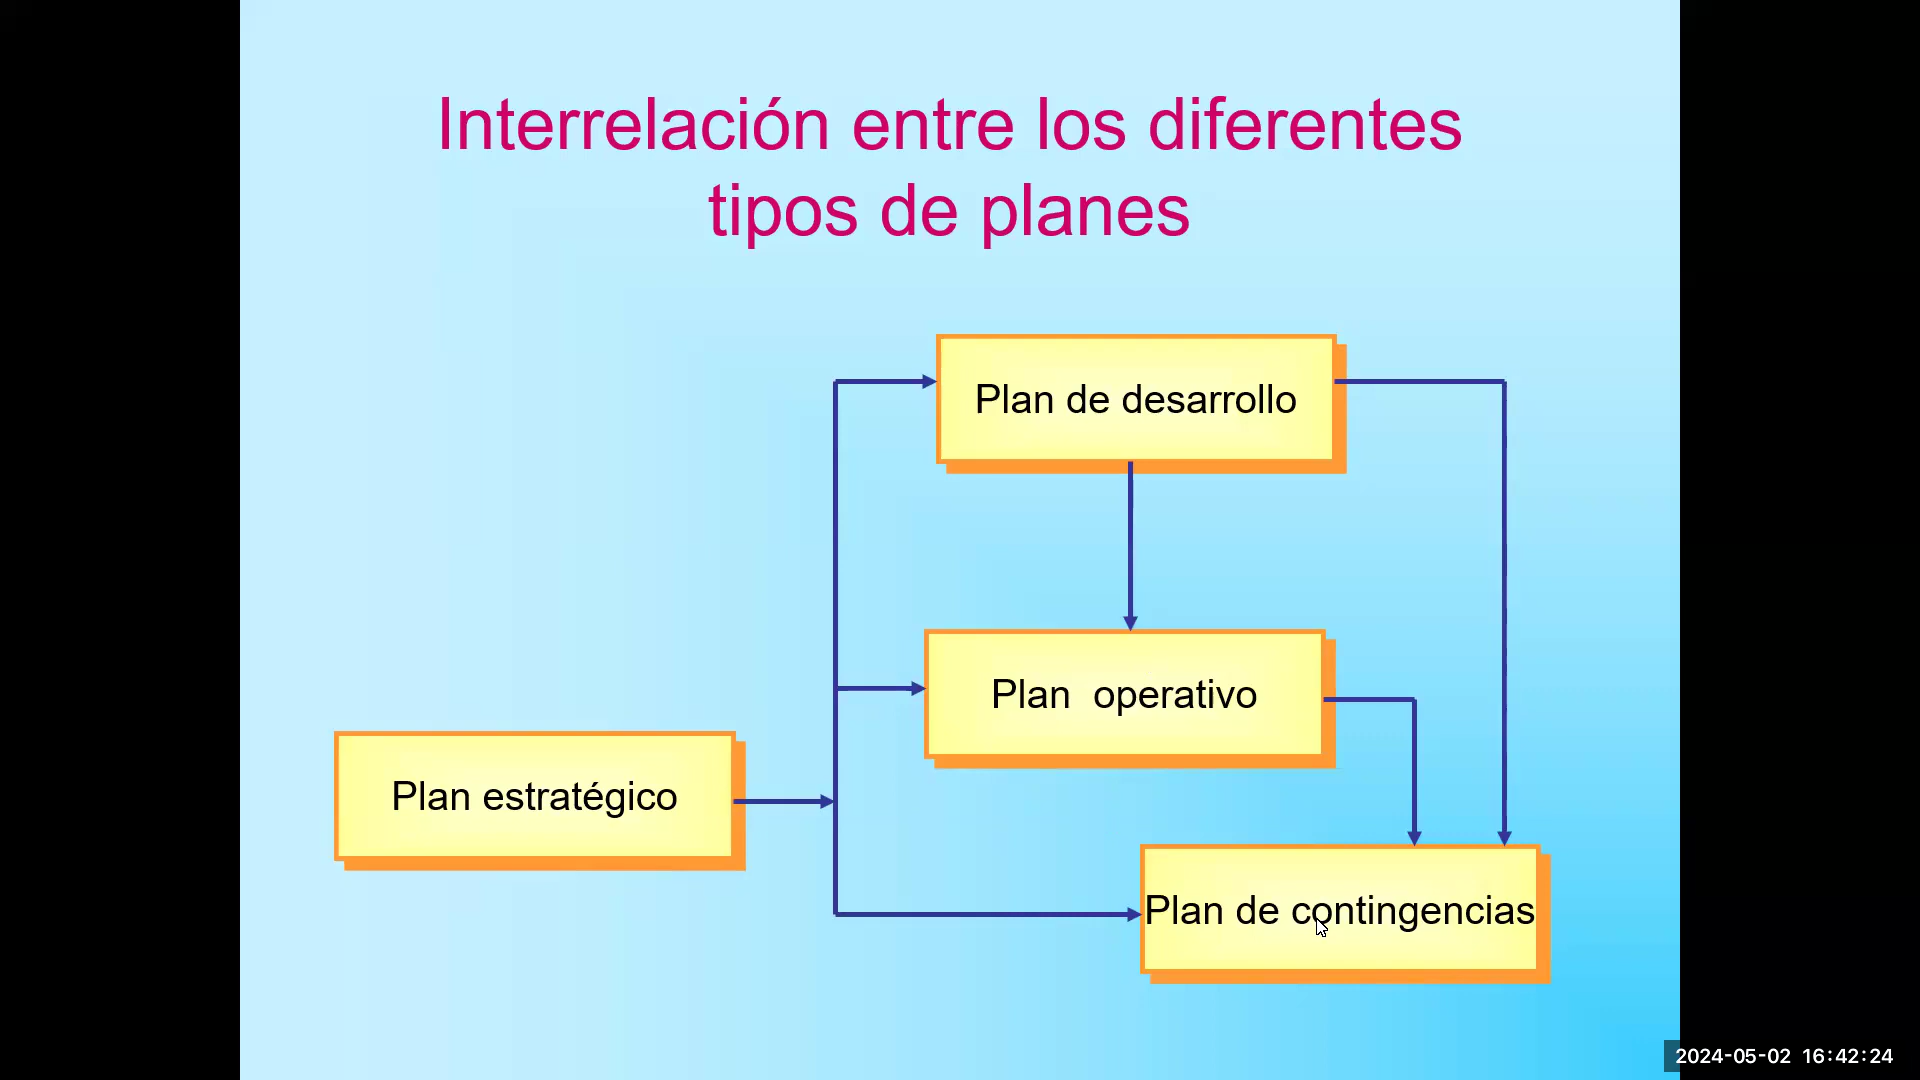 Interrelación entre los diferentes
tipos de planes
Plan de desarrollo
Plan  operativo
Plan estratégico
Plan de contingencias
2024-05-02 16:42:24